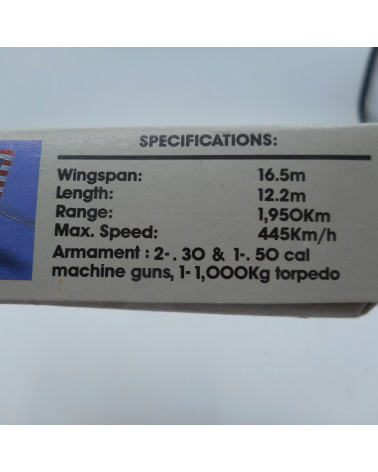 SPECIFICATIONS:
Wingspan: 16.5m
Length: 12.2m
Range: 1,950Km
Max. Speed: 445Km/h
Armament : 2-. 30 & 1-. 50 cal
machine guns, 1- 1,000Kg torpedo